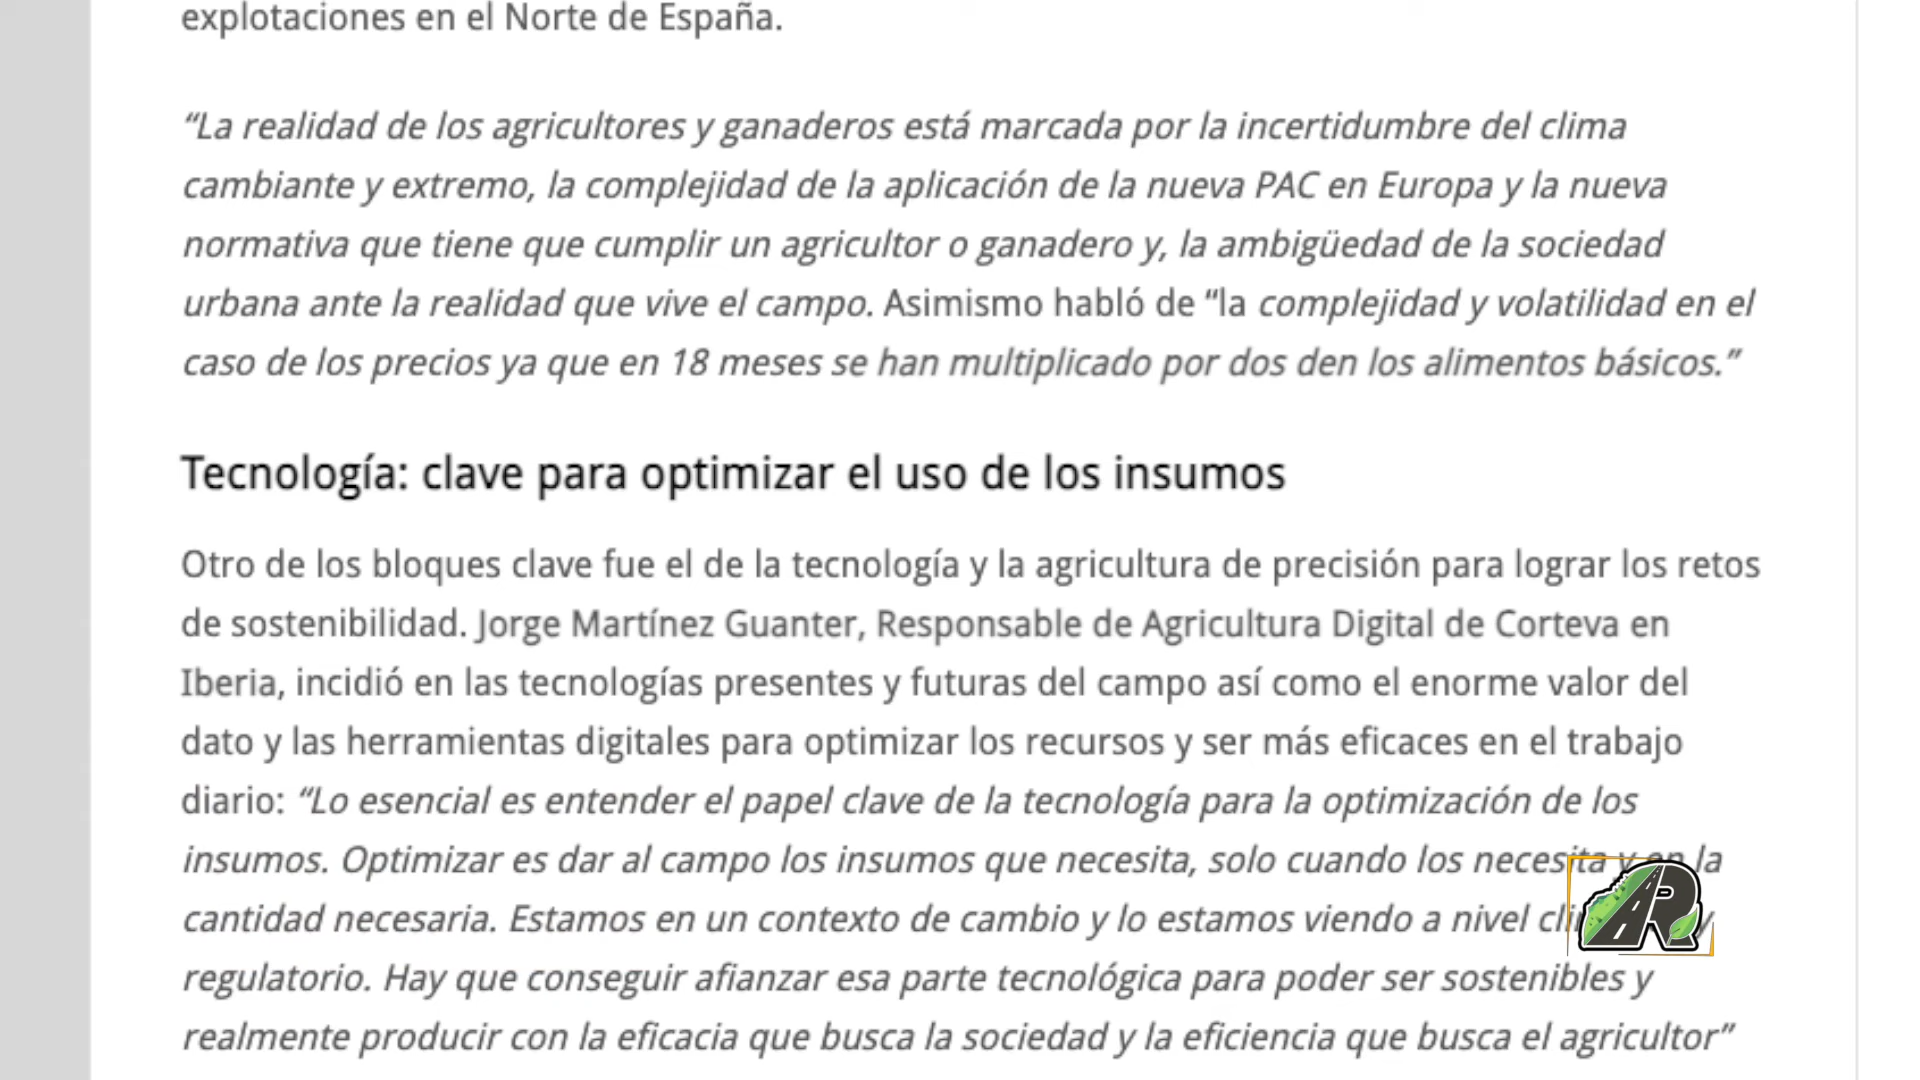 explotaciones en el Norte de España.
“La realidad de los agricultores y ganaderos está marcada por la incertidumbre del clima
cambiante y extremo, la complejidad de la aplicación de la nueva PAC en Europa y la nueva
normativa que tiene que cumplir un agricultor o ganadero y, la ambigüedad de la sociedad
urbana ante la realidad que vive el campo. Asimismo habló de “la complejidad y volatilidad en el
caso de los precios ya que en 18 meses se han multiplicado por dos den los alimentos básicos.”
Tecnología: clave para optimizar el uso de los insumos
Otro de los bloques clave fue el de la tecnología y la agricultura de precisión para lograr los retos
de sostenibilidad. Jorge Martínez Guanter, Responsable de Agricultura Digital de Corteva en
Iberia, incidió en las tecnologías presentes y futuras del campo así como el enorme valor del
dato y las herramientas digitales para optimizar los recursos y ser más eficaces en el trabajo
diario: “Lo esencial es entender el papel clave de la tecnología para la optimización de los
insumos. Optimizar es dar al campo los insumos que necesita, solo cuando los necesita y en la
cantidad necesaria. Estamos en un contexto de cambio y lo estamos viendo a nivel y
regulatorio. Hay que conseguir afianzar esa parte tecnológica para poder ser sostenibles y
realmente producir con la eficacia que busca la sociedad y la eficiencia que busca el agricultor”
R